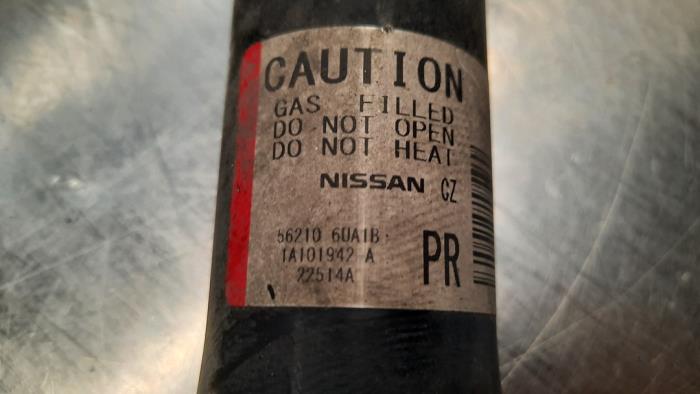 CAUTION
GAS FILLED
DO NOT OPEN
DO NOT HEAT
NISSAN CZ
56210 6UA1B
1A101942 A
22514A
PR